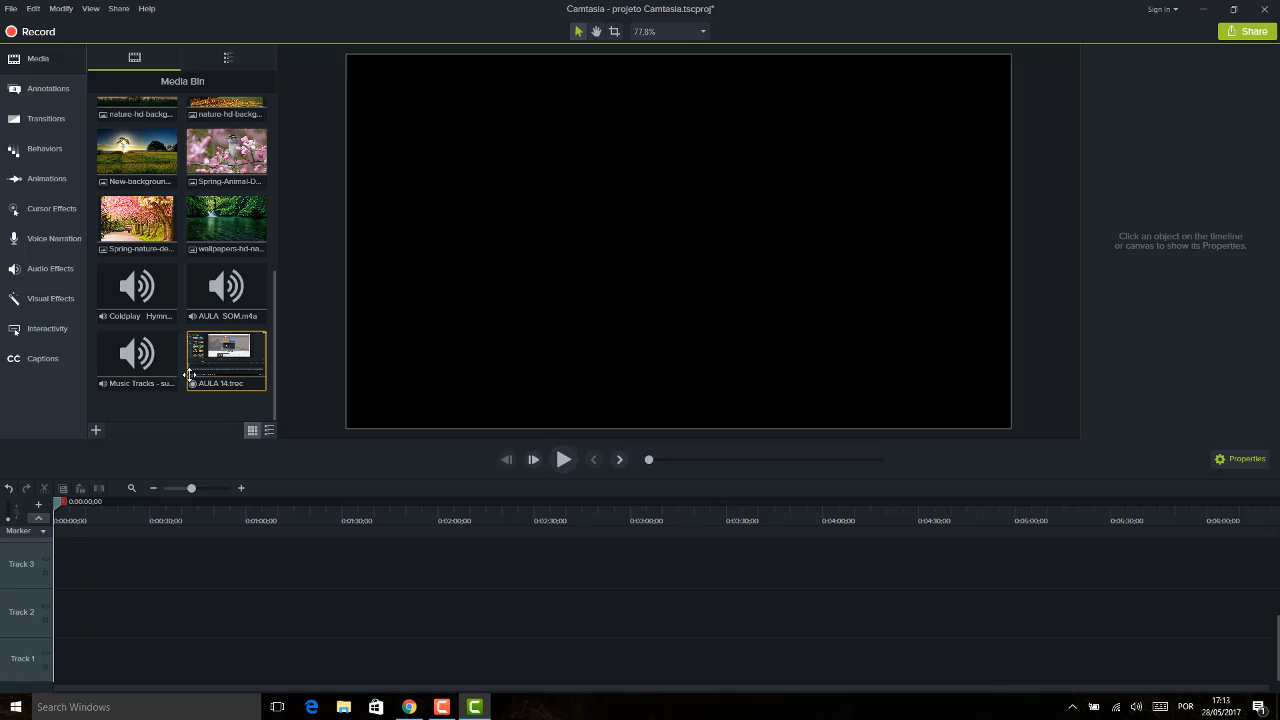 File Edit Modify View Share Help
Camtasia - projeto Camtasia.tscproj*
Sign in
Record
77,8%
Share
Media
Annotations
Transitions
Behaviors
Animations
Cursor Effects
Voice Narration
Audio Effects
Visual Effects
Interactivity
CC Captions
Media Bin
nature-hd-backg... nature-hd-backg...
New-backgroun... Spring-Animal-D...
Spring-nature-de... wallpapers-hd-na...
Coldplay Hymn... AULA SOM.m4a
Music Tracks - su... AULA 14.trec
Click an object on the timeline
or canvas to show its Properties.
Properties
0:00:00;00
0:00:00;00 0:00:30;00 0:01:00;00 0:01:30;00 0:02:00;00 0:02:30;00 0:03:00;00 0:03:30;00 0:04:00;00 0:04:30;00 0:05:00;00 0:05:30;00 0:06:00;00
Marker
Track 3
Track 2
Track 1
Search Windows
POR
17:13
28/05/2017